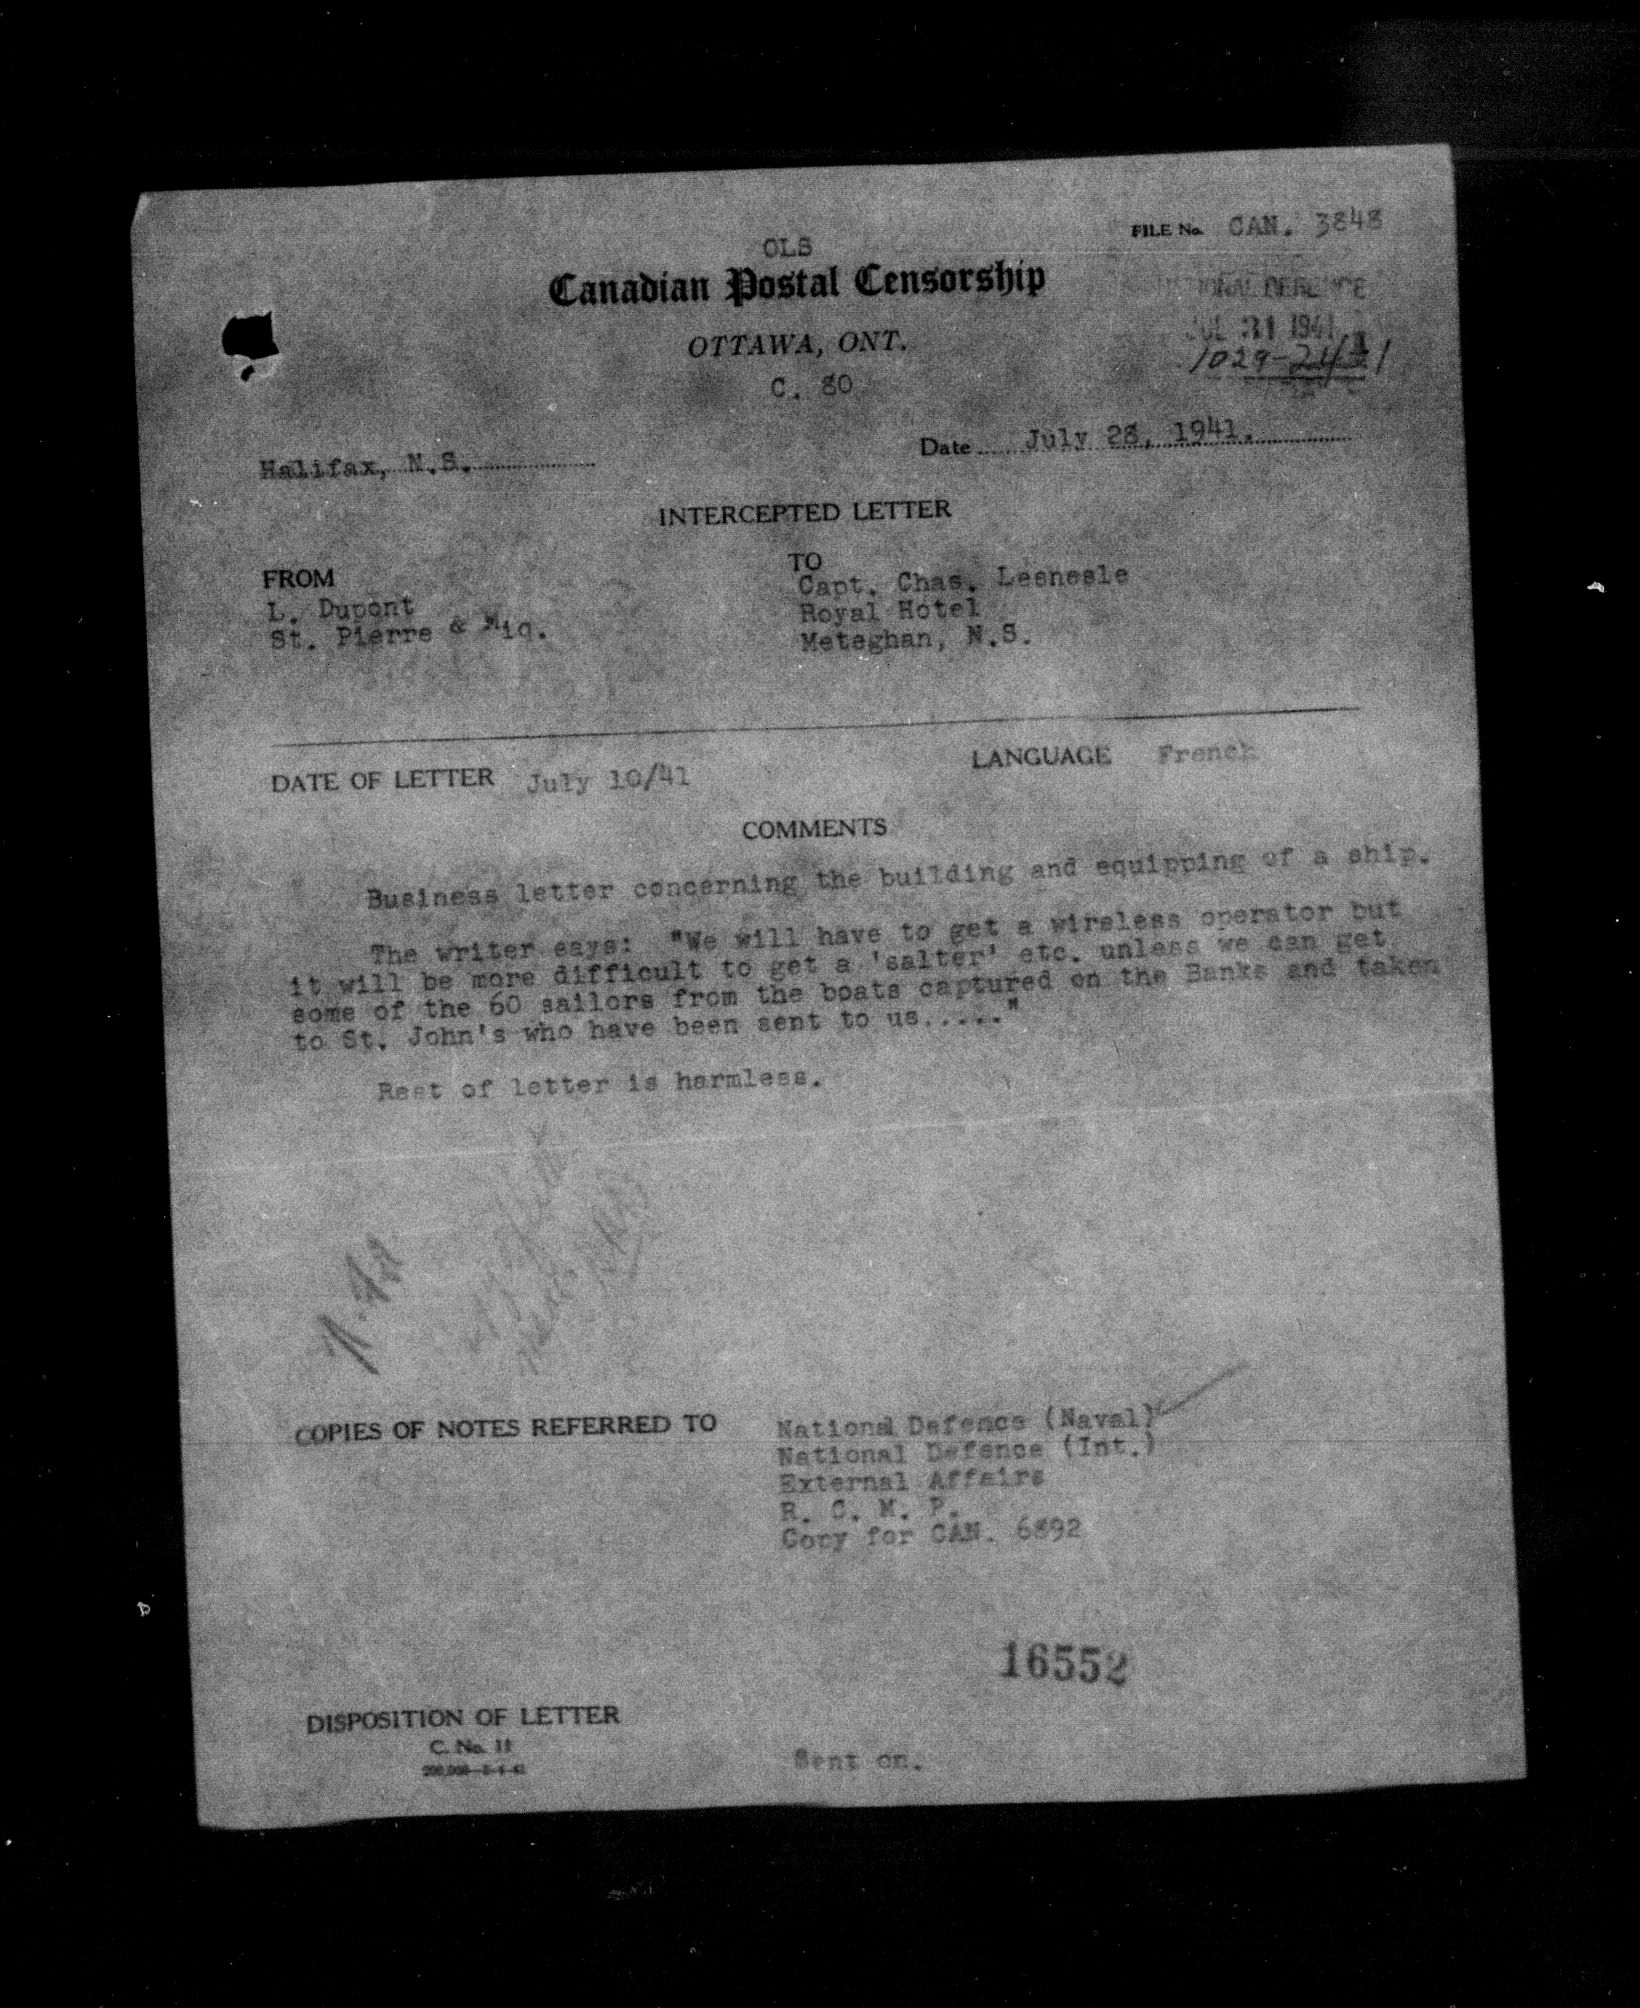 FILE No. CAN. 3848
CLS
Canadian Postal Censorship
OTTAWA, ONT.
C. 80
JUL 31 1941
1029-24
Date July 28, 1941.
Halifax, N.S.
INTERCEPTED LETTER
FROM
L. Dupont
St. Pierre & Miq.
TO
Capt. Chas. Lesnesle
Royal Hotel
Meteghan, N.S.
DATE OF LETTER July 10/41
LANGUAGE French
COMMENTS
Business letter concerning the building and equipping of a ship.
The writer says: "We will have to get a wireless operator but
it will be more difficult to get a 'salter' etc. unless we can get
some of the 60 sailors from the boats captured on the Banks and taken
to St. John's who have been sent to us....."
Rest of letter is harmless.
COPIES OF NOTES REFERRED TO
National Defence (Naval)
National Defence (Int.)
External Affairs
R. C. M. P.
Copy for CAN. 6892
16552
DISPOSITION OF LETTER
C. No. 11
Sent on.